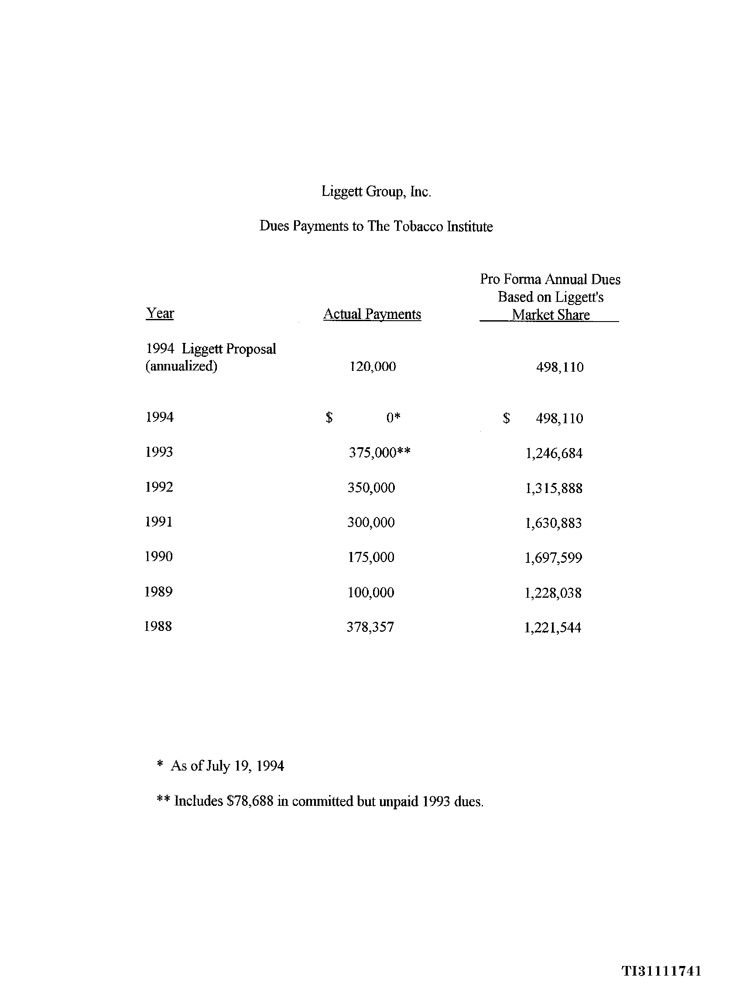 Liggett Group, Inc.
Dues Payments to The Tobacco Institute
Pro Forma Annual Dues
Based on Liggett's
Year Actual Payments Market Share
1994 Liggett Proposal
(annualized) 120,000 498,110
1994 $ 0* $ 498,110
1993 375,000** 1,246,684
1992 350,000 1,315,888
1991 300,000 1,630,883
1990 175,000 1,697,599
1989 100,000 1,228,038
1988 378,357 1,221,544
* As of July 19, 1994
** Includes $78,688 in committed but unpaid 1993 dues.
TI31111741